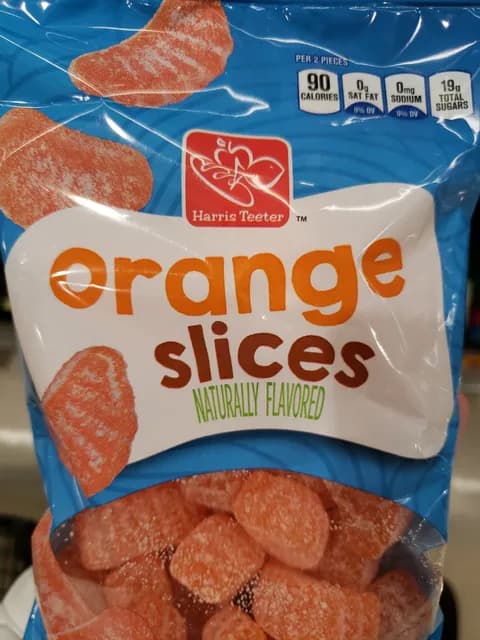 PER 2 PIECES
90 CALORIES
0g SAT FAT 0% DV
0mg SODIUM 0% DV
19g TOTAL SUGARS
Harris Teeter TM
orange
slices
NATURALLY FLAVORED